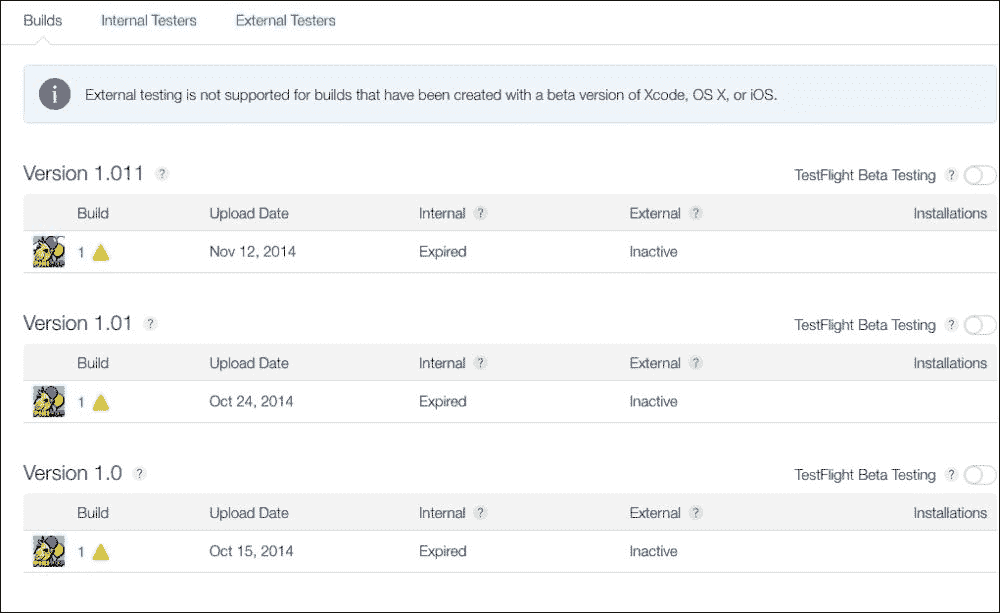 Builds Internal Testers External Testers
i External testing is not supported for builds that have been created with a beta version of Xcode, OS X, or iOS.
Version 1.011 ? TestFlight Beta Testing ?
Build Upload Date Internal ? External ? Installations
1 Nov 12, 2014 Expired Inactive
Version 1.01 ? TestFlight Beta Testing ?
Build Upload Date Internal ? External ? Installations
1 Oct 24, 2014 Expired Inactive
Version 1.0 ? TestFlight Beta Testing ?
Build Upload Date Internal ? External ? Installations
1 Oct 15, 2014 Expired Inactive